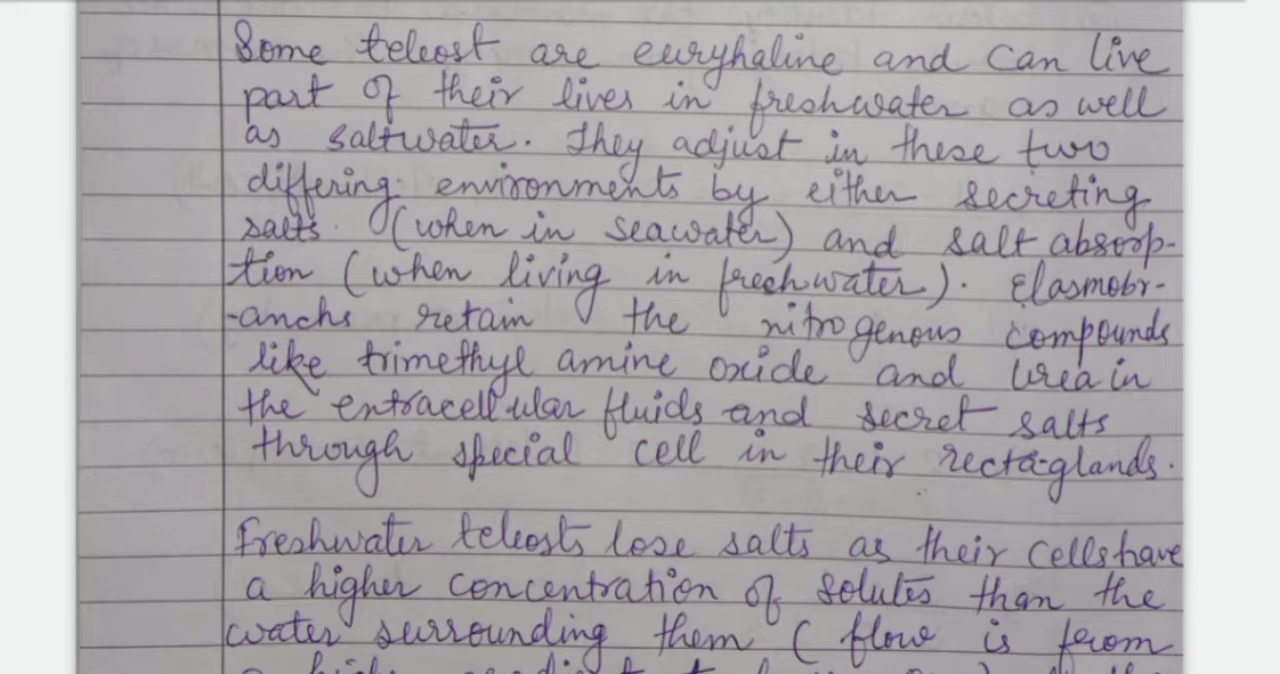 Some teleost are euryhaline and can live
part of their lives in freshwater as well
as saltwater. They adjust in these two
differing environments by either secreting
salts (when in seawater) and salt absorp-
tion (when living in freshwater). Elasmobr-
-anchs retain the nitrogenous compounds
like trimethyl amine oxide and Urea in
the extracellular fluids and secret salts
through special cell in their recta-glands.
Freshwater teleosts lose salts as their cells have
a higher concentration of solutes than the
water surrounding them ( flow is from